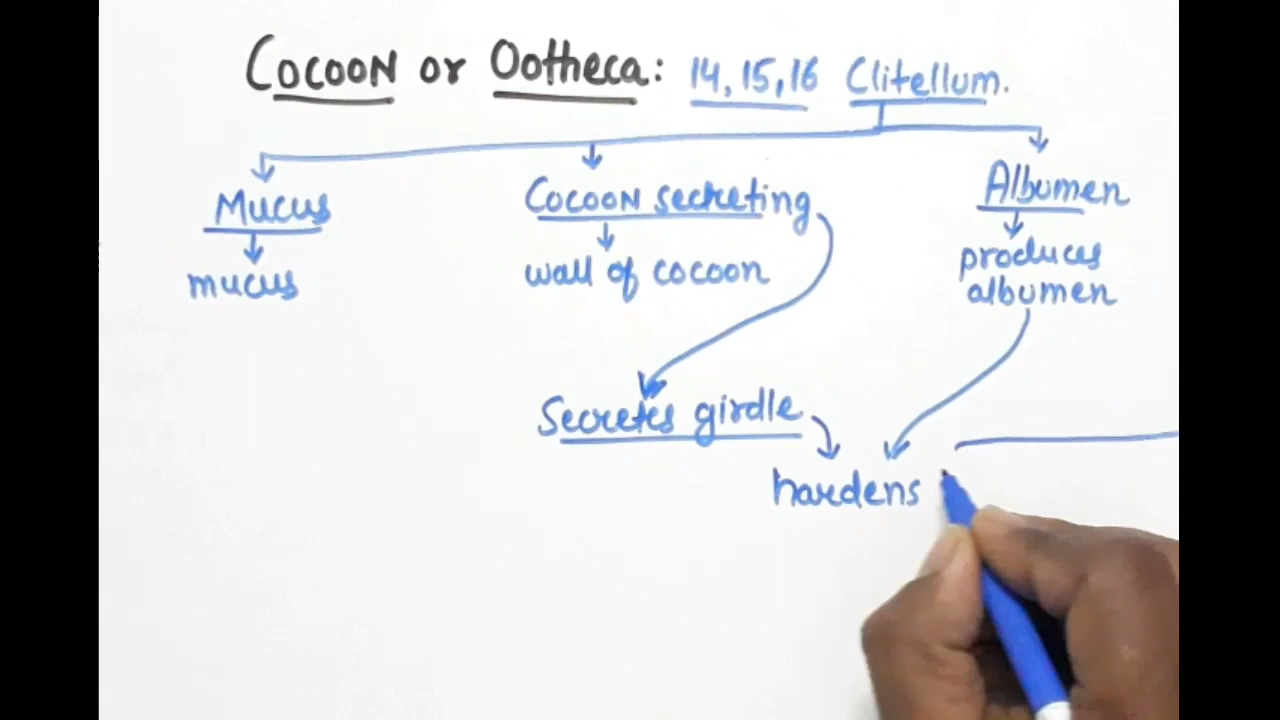 Cocoon or Ootheca: 14, 15, 16 Clitellum.
Mucus
mucus
Cocoon secreting
wall of cocoon
Albumen
produces
albumen
Secretes girdle
hardens